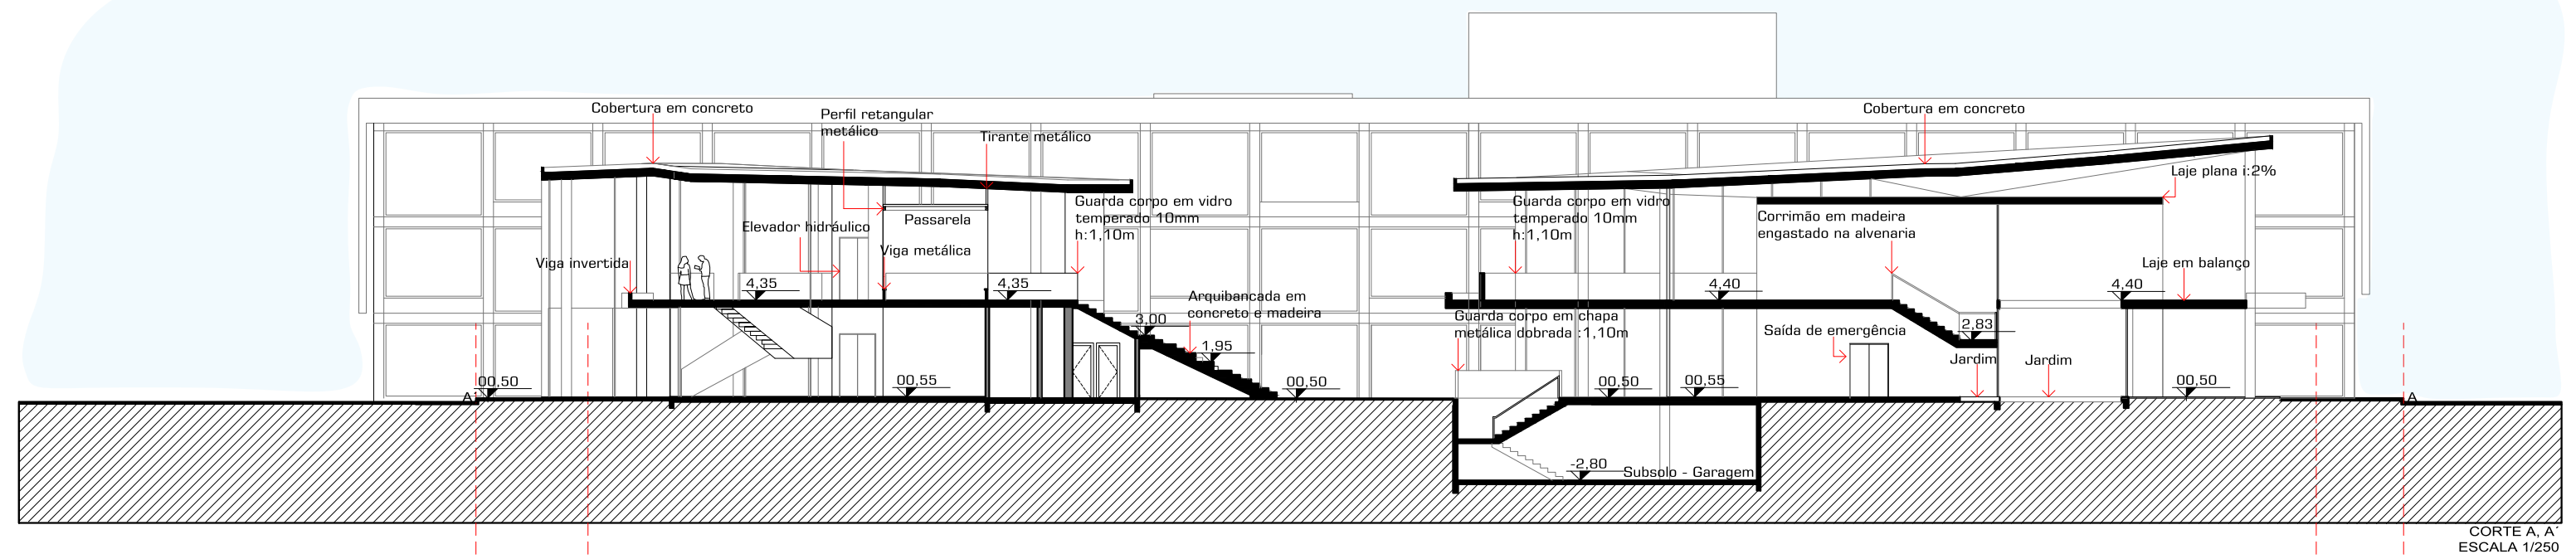 Cobertura em concreto
Perfil retangular
metálico
Tirante metálico
Cobertura em concreto
Laje plana i:2%
Guarda corpo em vidro
temperado 10mm
h:1,10m
Guarda corpo em vidro
temperado 10mm
h:1,10m
Passarela
Elevador hidráulico
Viga metálica
Corrimão em madeira
engastado na alvenaria
Viga invertida
Laje em balanço
4,35
4,35
4,40
4,40
Arquibancada em
concreto e madeira
3,00
1,95
Guarda corpo em chapa
metálica dobrada :1,10m
Saída de emergência
2,83
Jardim
Jardim
00,50
00,55
00,50
00,50
00,55
00,50
A´
A
-2,80
Subsolo - Garagem
CORTE A, A´
ESCALA 1/250